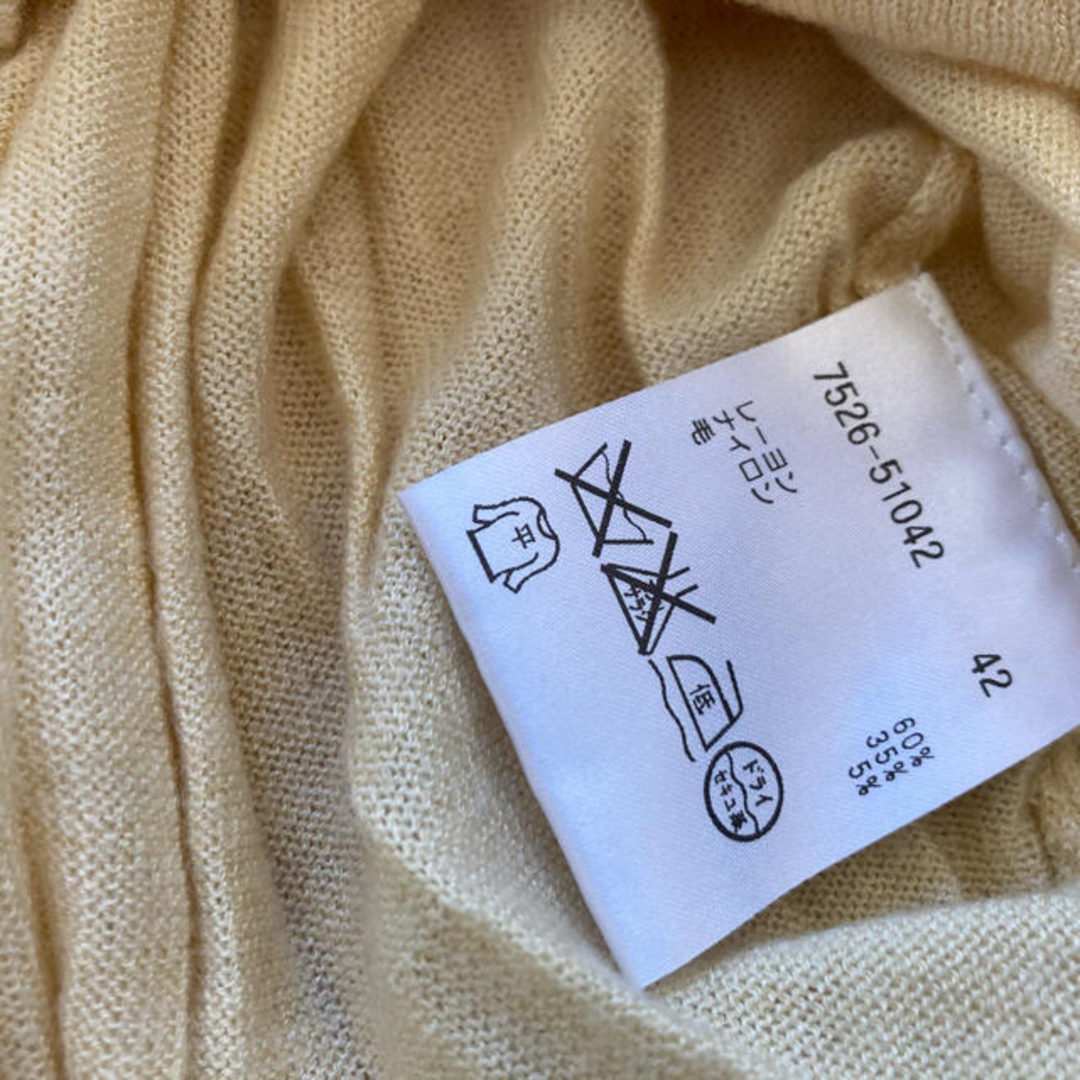 7526-51042 42
レーヨン 60%
ナイロン 35%
毛 5%
低
ドライ
セキユ系
平